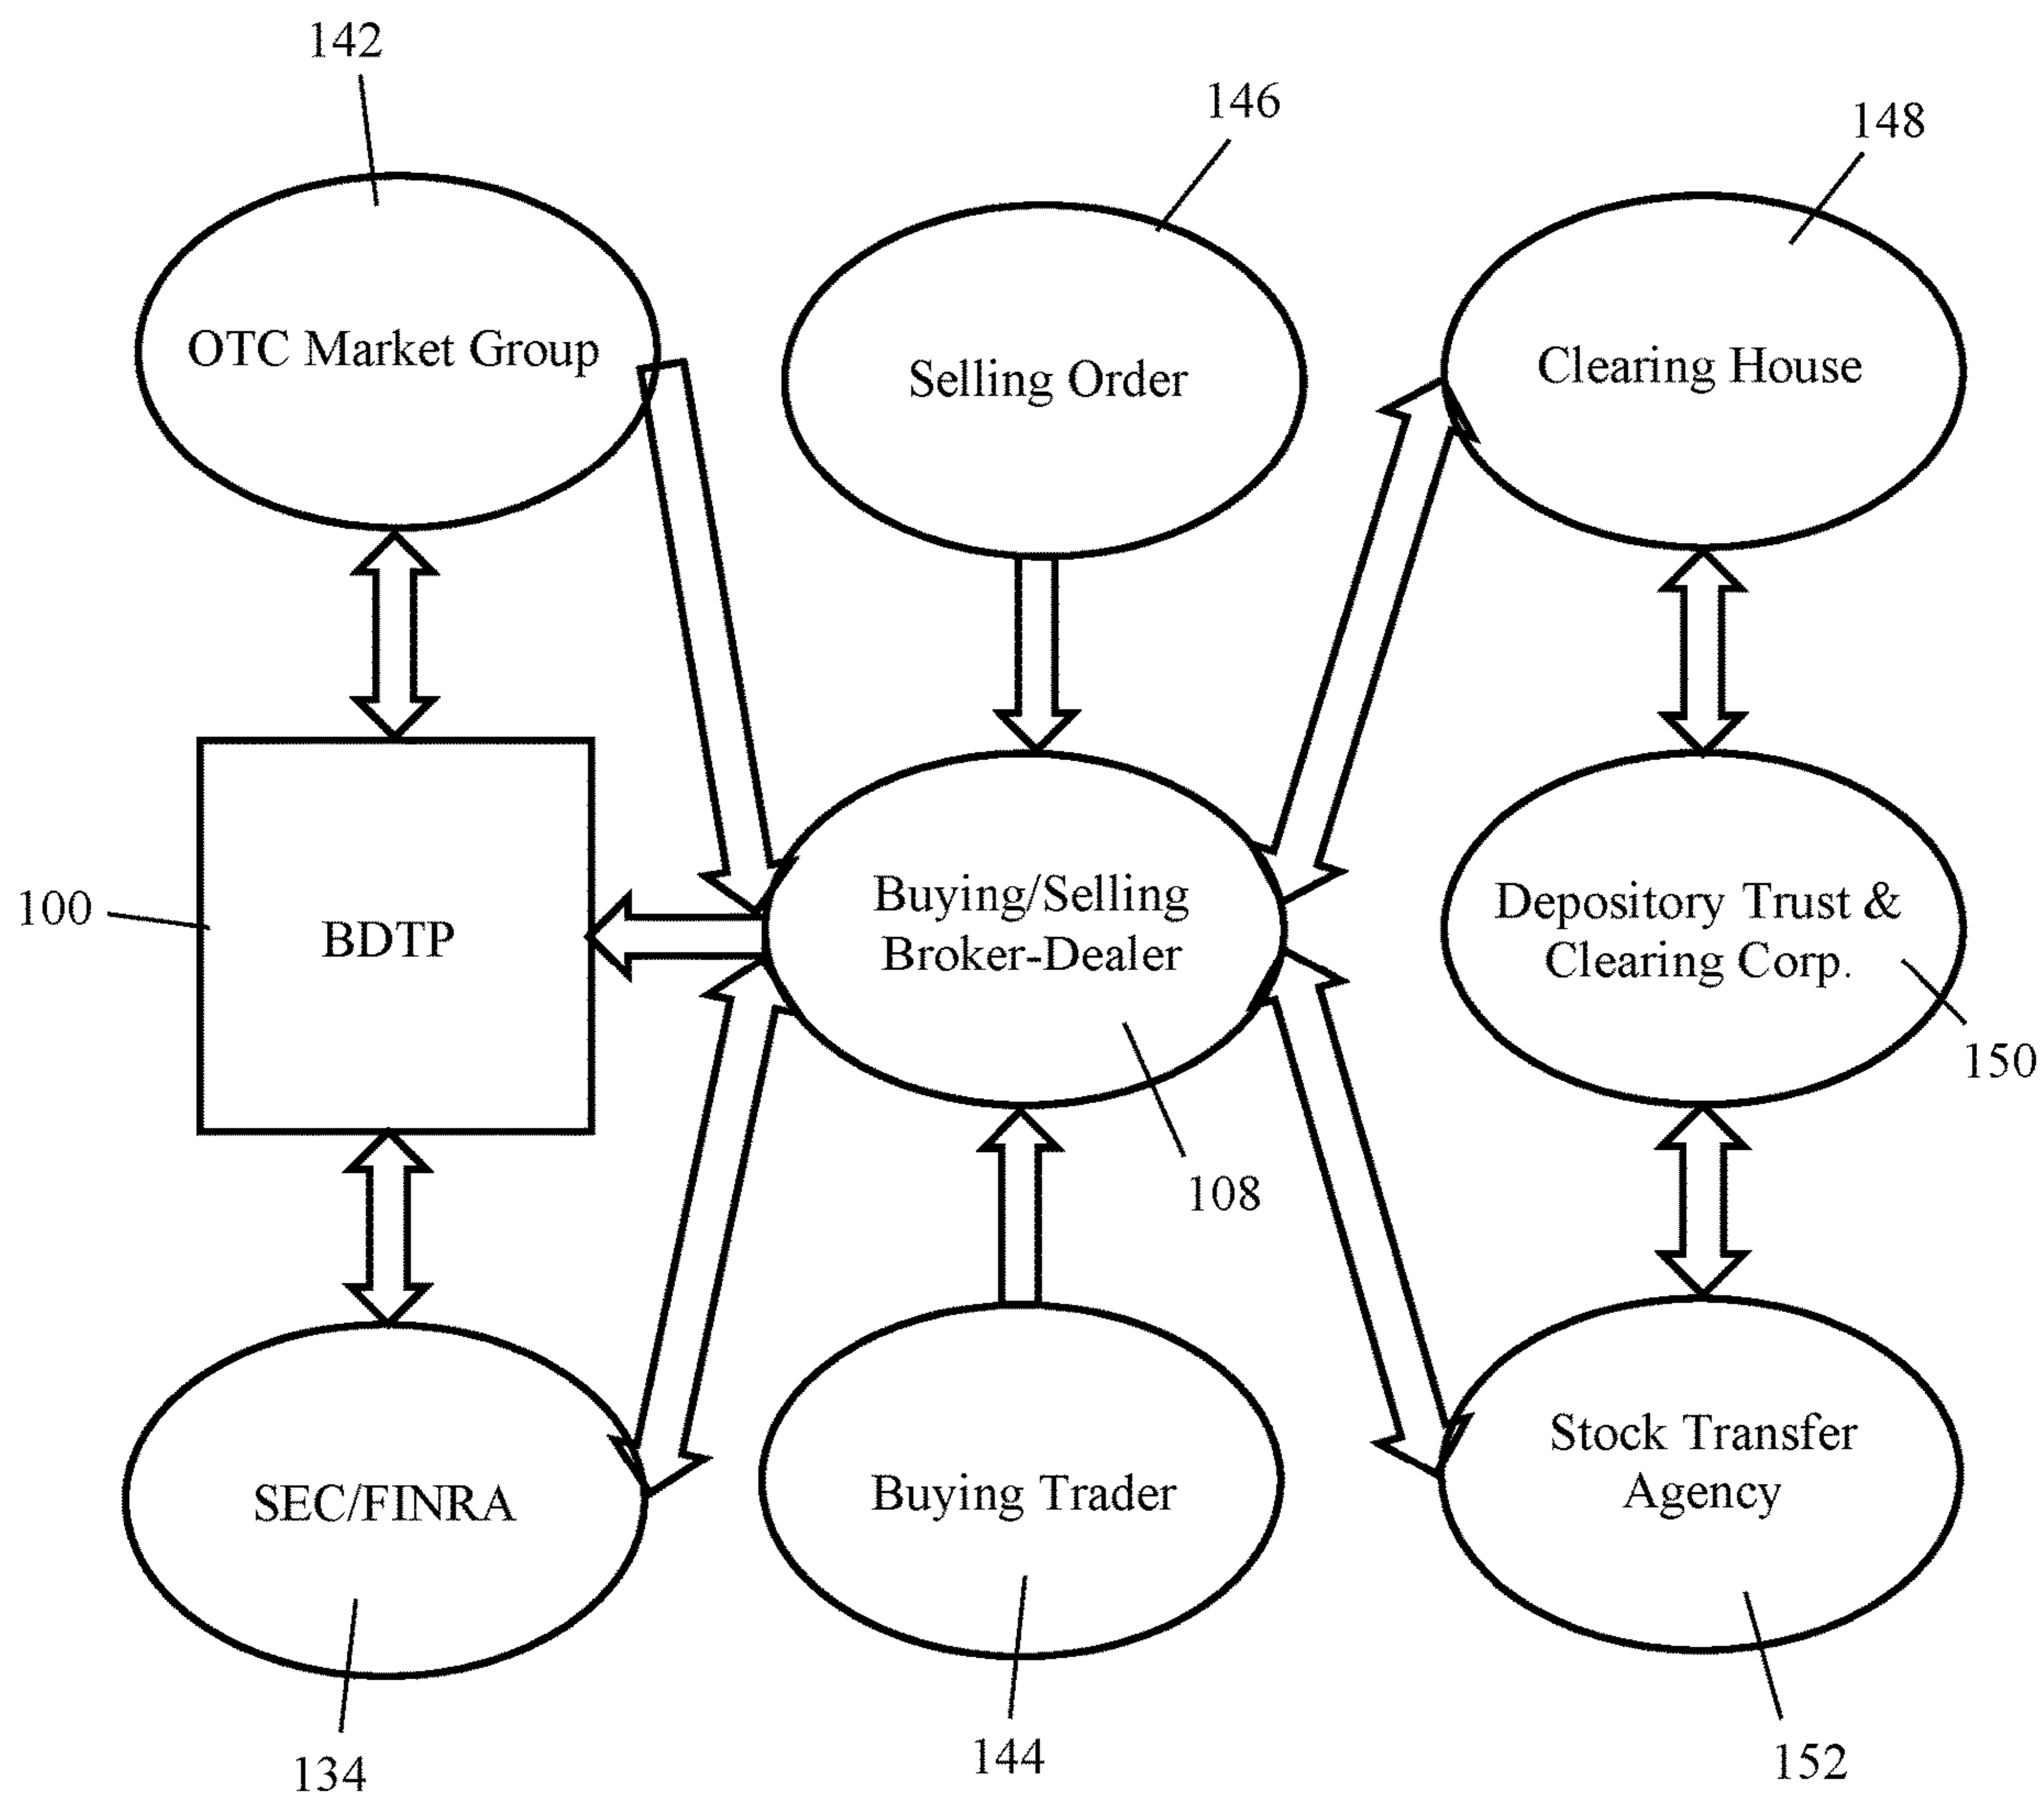 142
146
148
OTC Market Group
Selling Order
Clearing House
100
BDTP
Buying/Selling
Broker-Dealer
Depository Trust &
Clearing Corp.
150
108
SEC/FINRA
Buying Trader
Stock Transfer
Agency
134
144
152